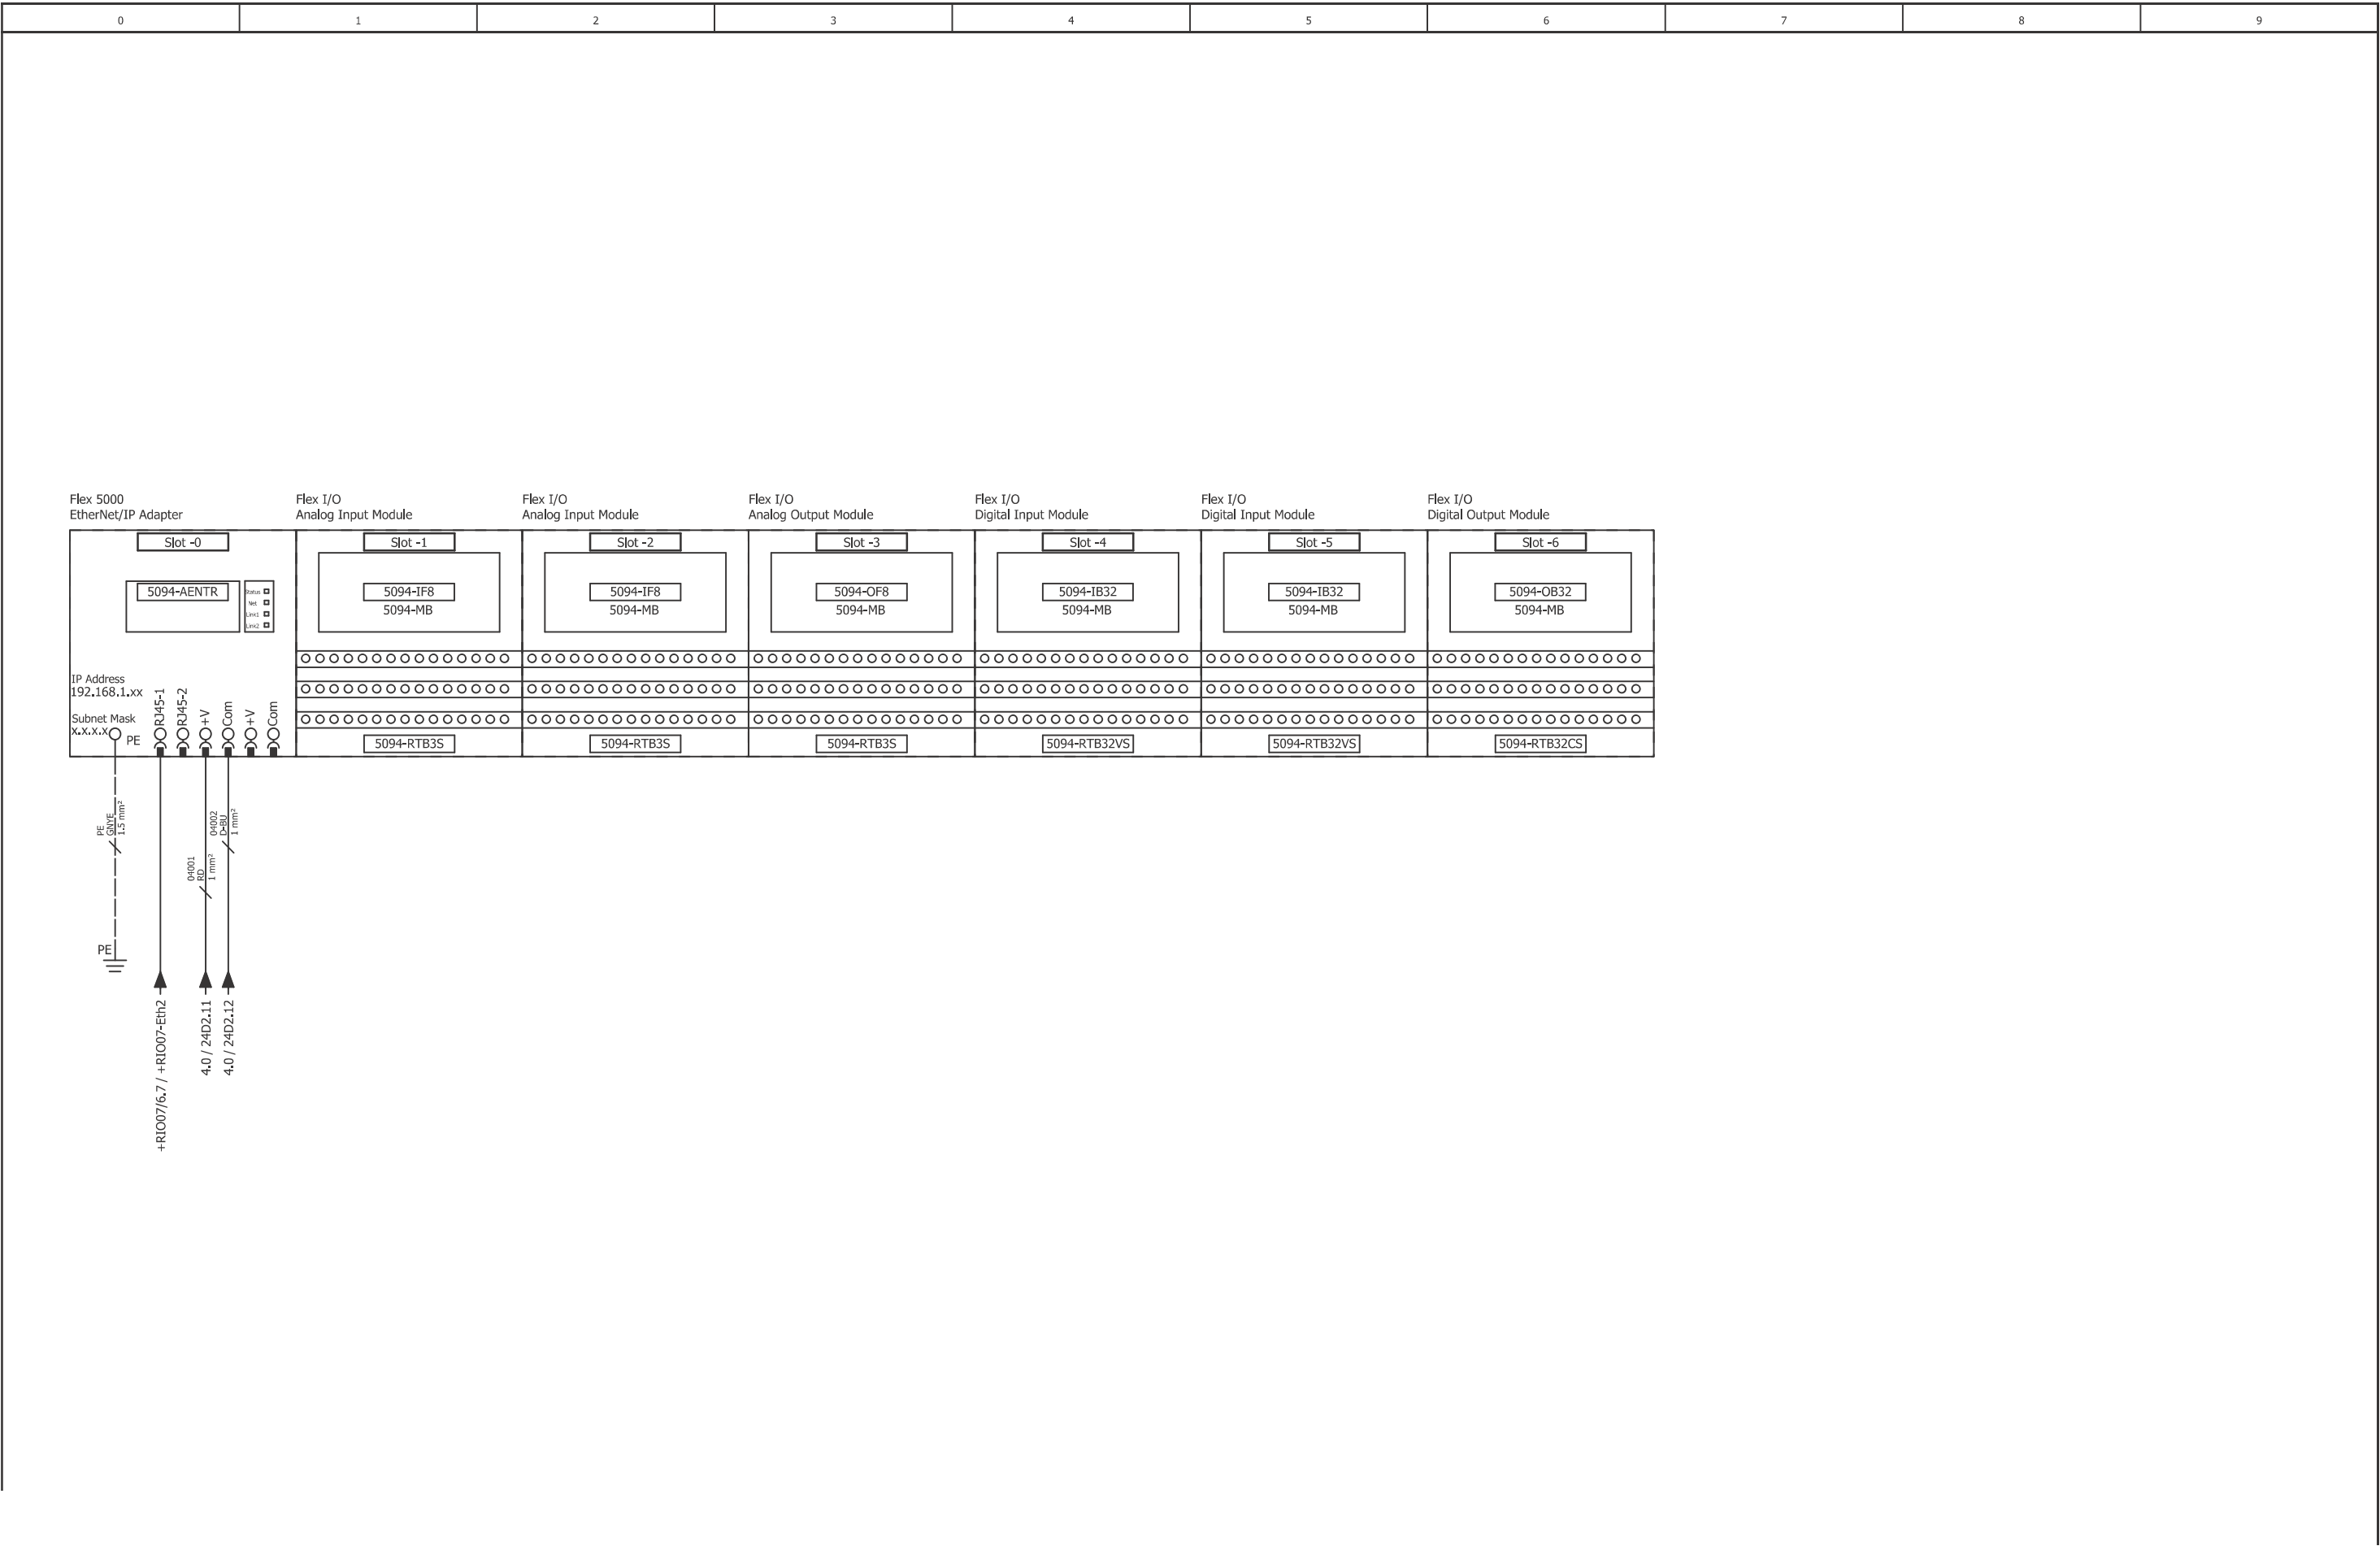 0 1 2 3 4 5 6 7 8 9
Flex 5000
EtherNet/IP Adapter
Flex I/O
Analog Input Module
Flex I/O
Analog Input Module
Flex I/O
Analog Output Module
Flex I/O
Digital Input Module
Flex I/O
Digital Input Module
Flex I/O
Digital Output Module
Slot -0
5094-AENTR
Status
Net
Link1
Link2
IP Address
192.168.1.xx
Subnet Mask
x.x.x.x
PE
RJ45-1
RJ45-2
+V
Com
+V
Com
Slot -1
5094-IF8
5094-MB
5094-RTB3S
Slot -2
5094-IF8
5094-MB
5094-RTB3S
Slot -3
5094-OF8
5094-MB
5094-RTB3S
Slot -4
5094-IB32
5094-MB
5094-RTB32VS
Slot -5
5094-IB32
5094-MB
5094-RTB32VS
Slot -6
5094-OB32
5094-MB
5094-RTB32CS
PE
GNYE
1.5 mm²
04001
RD
1 mm²
04002
D-BU
1 mm²
PE
+RIO07/6.7 / +RIO07-Eth2
4.0 / 24D2.11
4.0 / 24D2.12